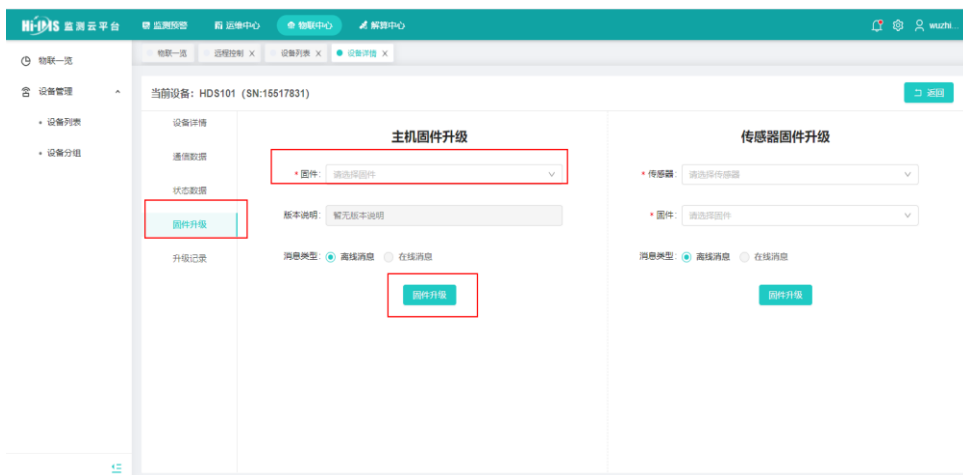 Hi-IMS 监测云平台
监测预警 运维中心 物联中心 解算中心 wuzhi...
物联一览 远程控制 X 设备列表 X 设备详情 X
物联一览
设备管理
设备列表
设备分组
当前设备：HDS101（SN:15517831）
返回
设备详情
通信数据
状态数据
固件升级
升级记录
主机固件升级
* 固件: 请选择固件
版本说明: 暂无版本说明
消息类型: 离线消息 在线消息
固件升级
传感器固件升级
* 传感器: 请选择传感器
* 固件: 请选择固件
消息类型: 离线消息 在线消息
固件升级